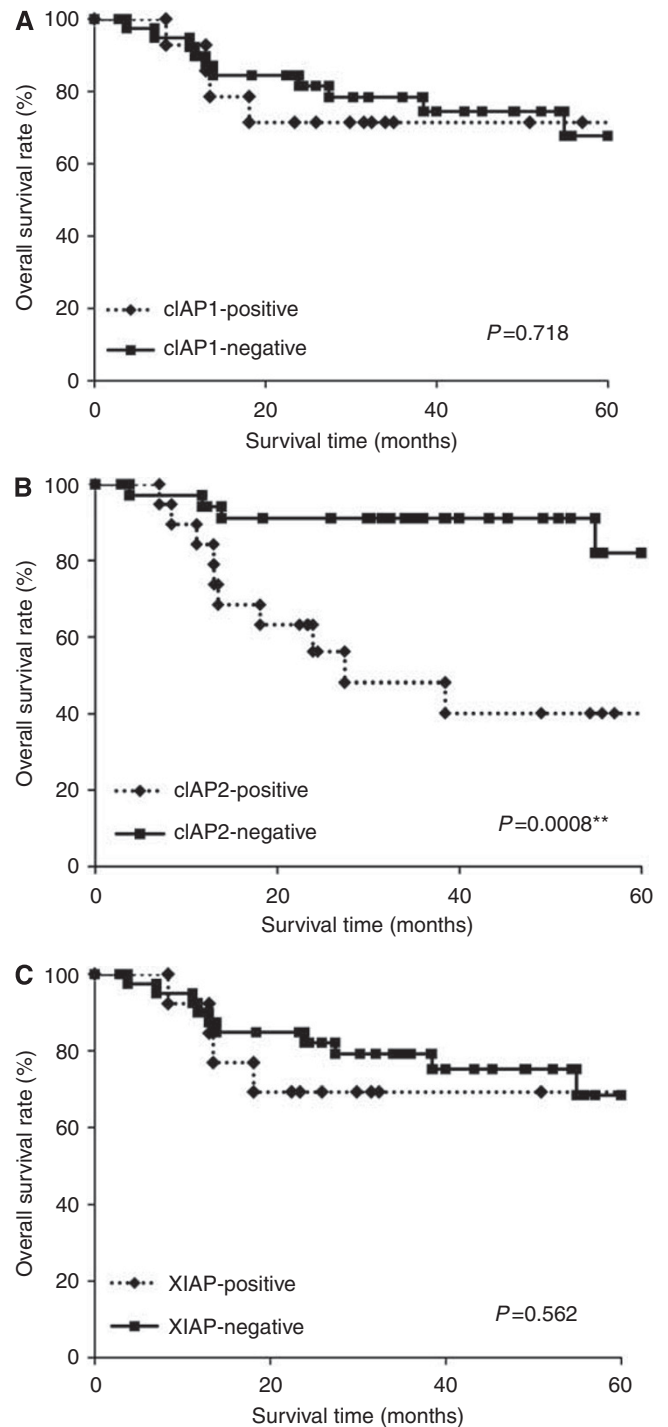 A
Overall survival rate (%)
100
80
60
40
20
0
cIAP1-positive
cIAP1-negative
P=0.718
0 20 40 60
Survival time (months)
B
Overall survival rate (%)
100
80
60
40
20
0
cIAP2-positive
cIAP2-negative
P=0.0008**
0 20 40 60
Survival time (months)
C
Overall survival rate (%)
100
80
60
40
20
0
XIAP-positive
XIAP-negative
P=0.562
0 20 40 60
Survival time (months)